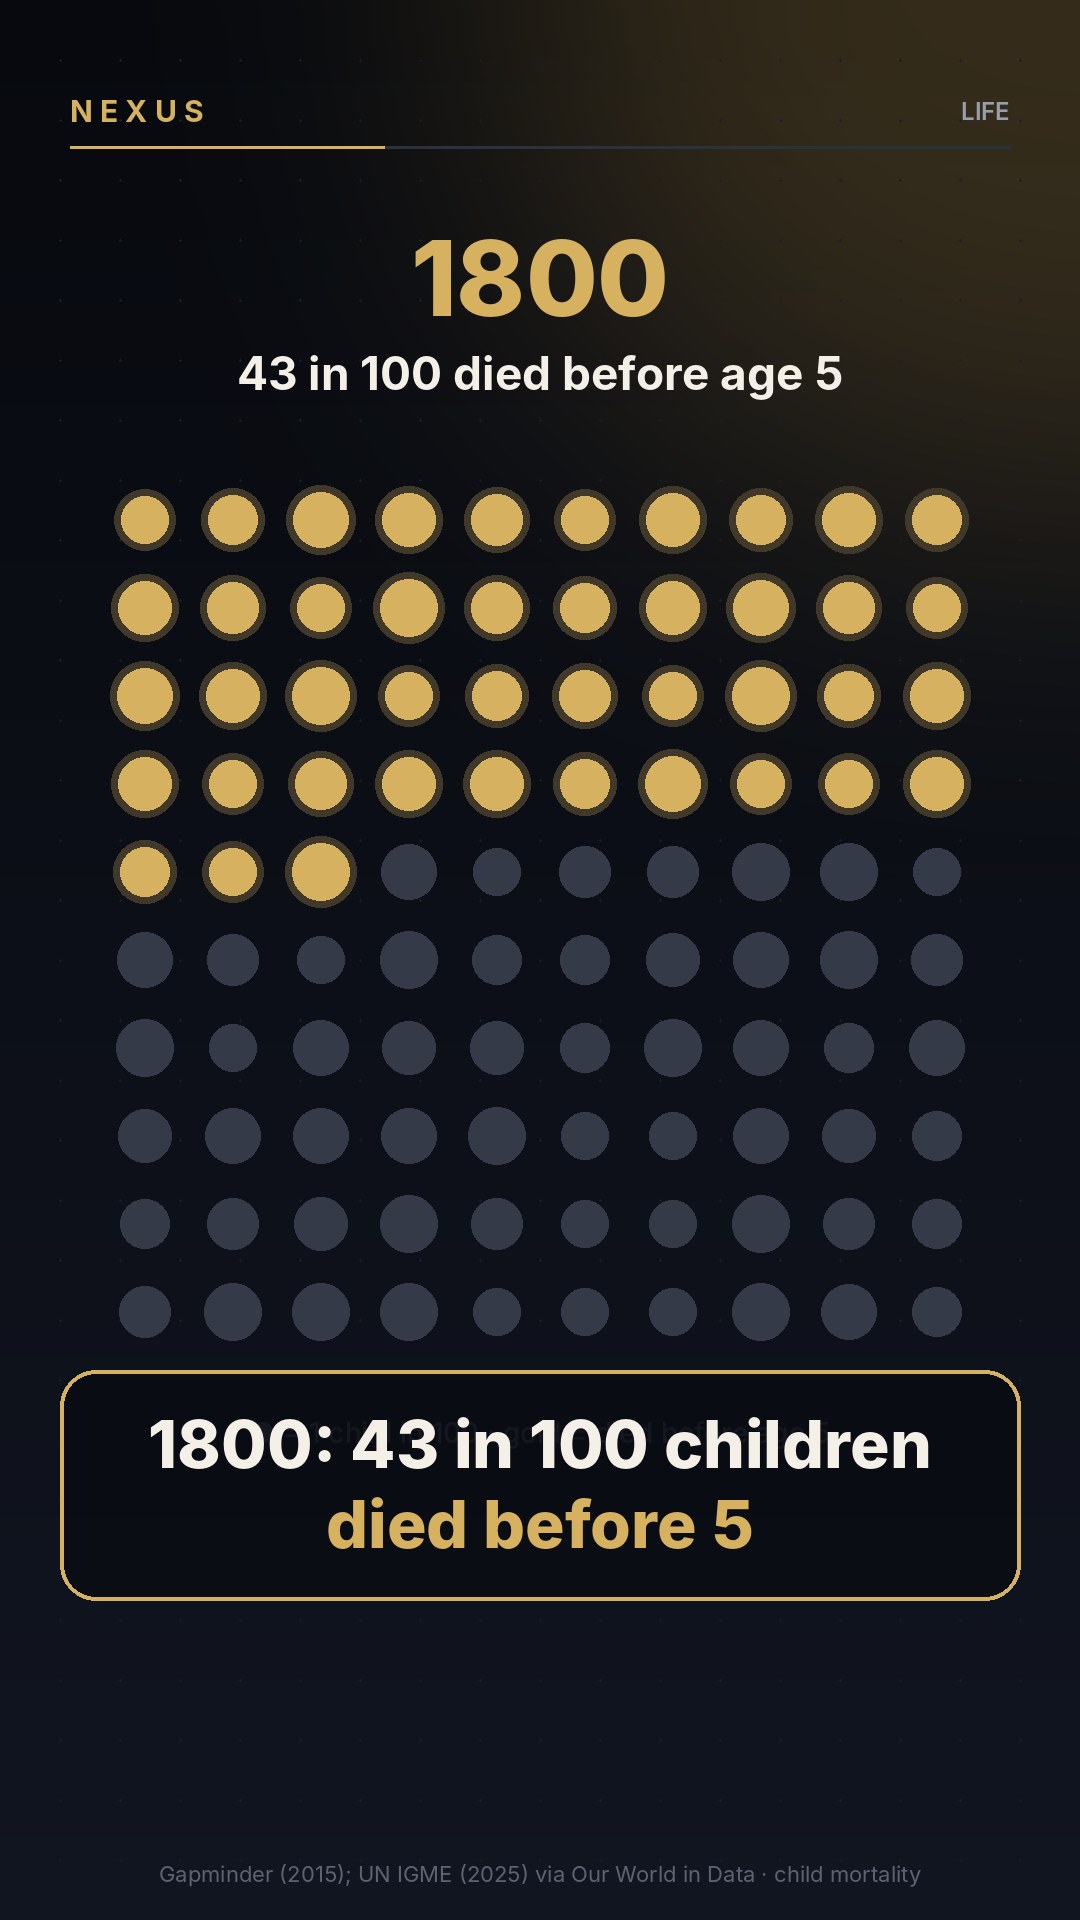 NEXUS
LIFE
1800
43 in 100 died before age 5
1800: 43 in 100 children
died before 5
Gapminder (2015); UN IGME (2025) via Our World in Data · child mortality